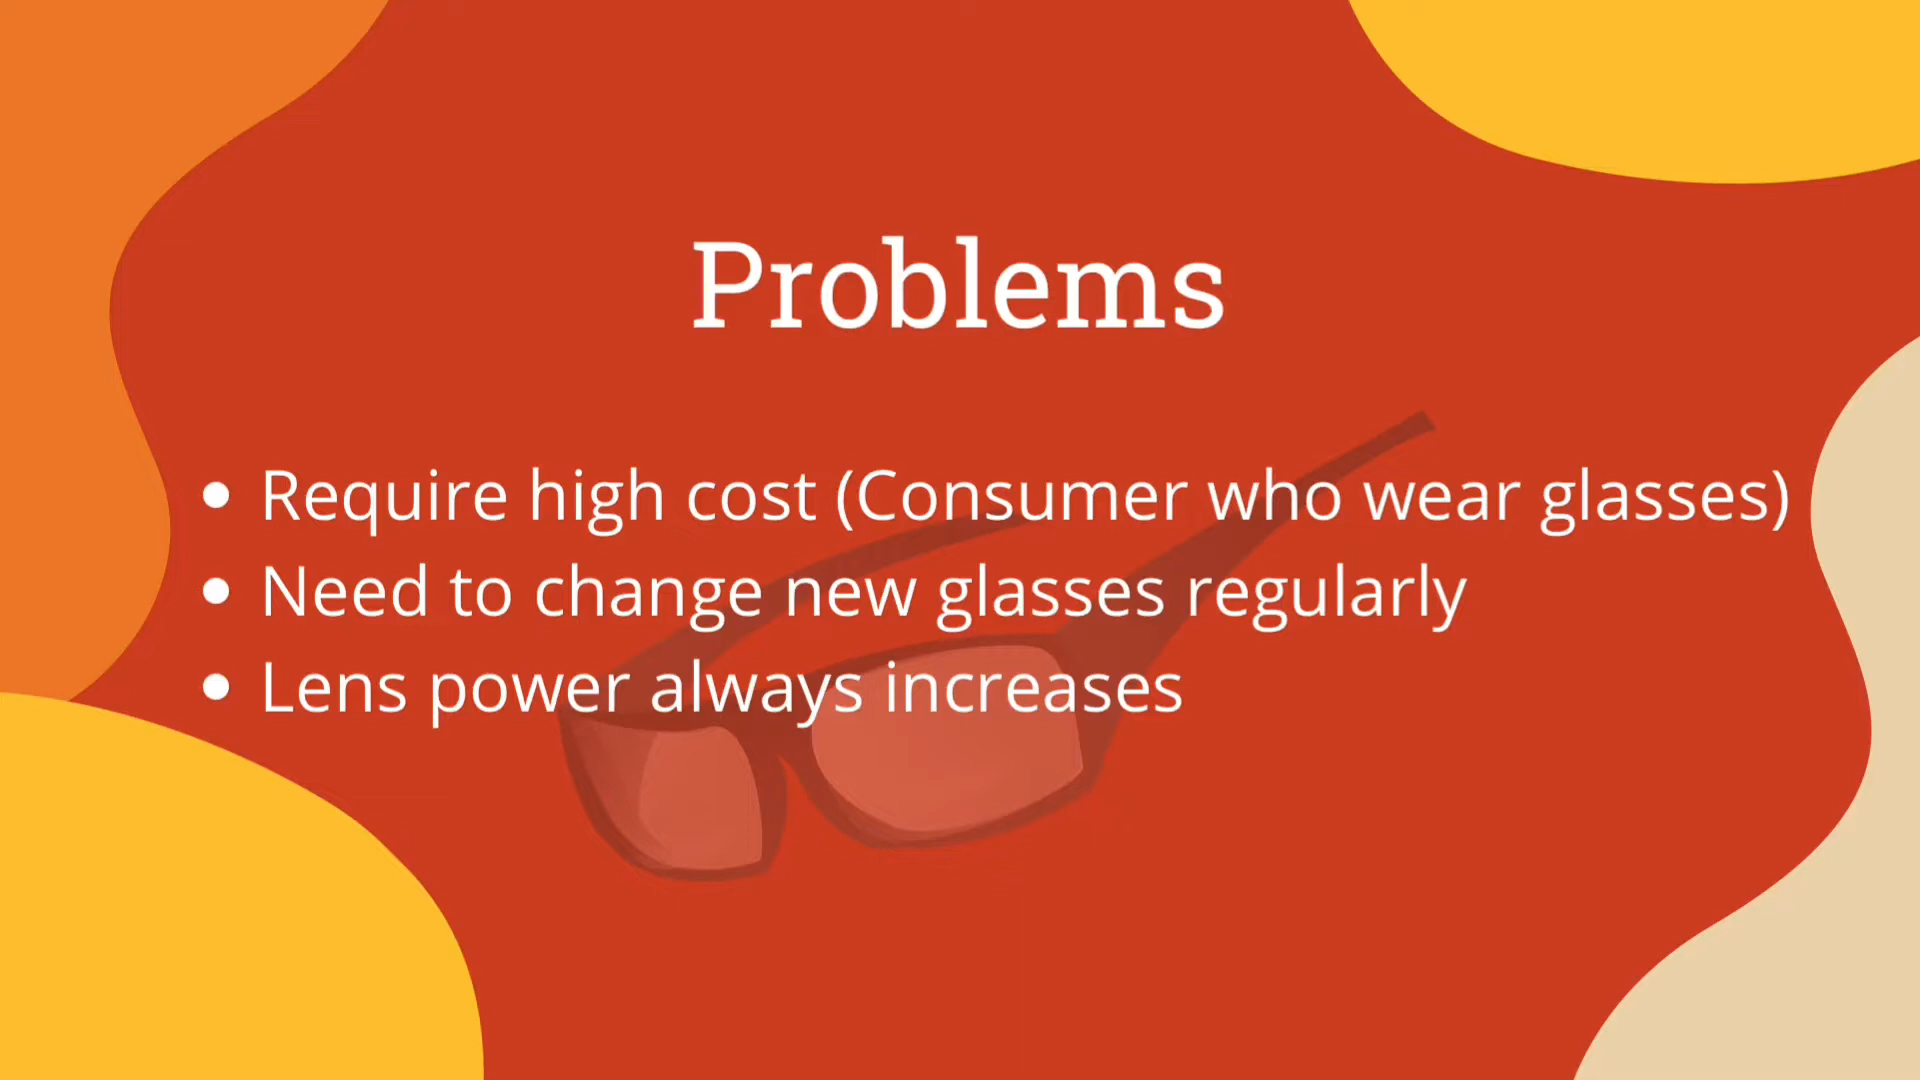 Problems
• Require high cost (Consumer who wear glasses)
• Need to change new glasses regularly
• Lens power always increases